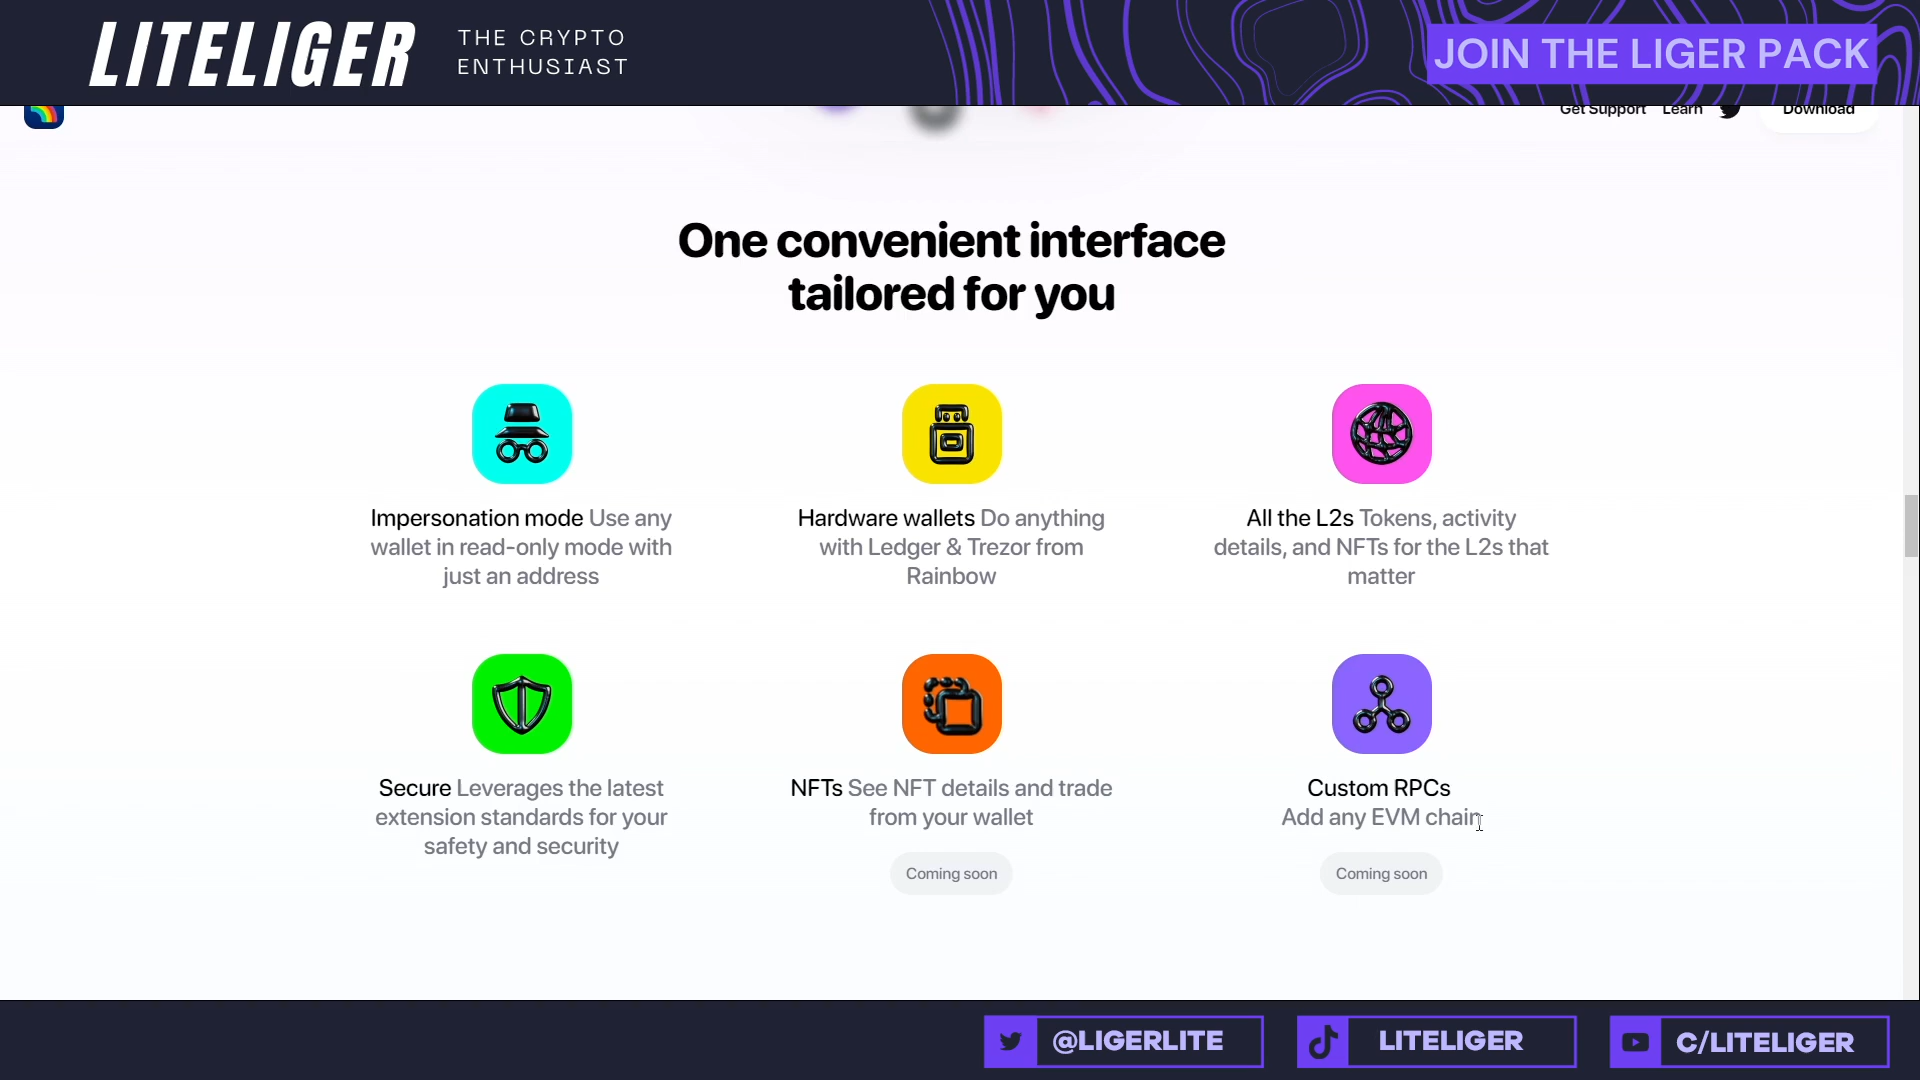 LITELIGER
THE CRYPTO
ENTHUSIAST
JOIN THE LIGER PACK
Get Support Learn Download
One convenient interface
tailored for you
Impersonation mode Use any
wallet in read-only mode with
just an address
Hardware wallets Do anything
with Ledger & Trezor from
Rainbow
All the L2s Tokens, activity
details, and NFTs for the L2s that
matter
Secure Leverages the latest
extension standards for your
safety and security
NFTs See NFT details and trade
from your wallet
Coming soon
Custom RPCs
Add any EVM chain
Coming soon
@LIGERLITE
LITELIGER
C/LITELIGER